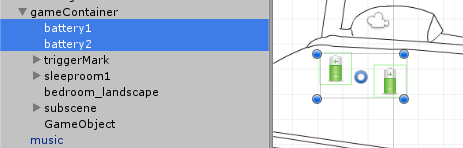 gameContainer
battery1
battery2
triggerMark
sleeproom1
bedroom_landscape
subscene
GameObject
music